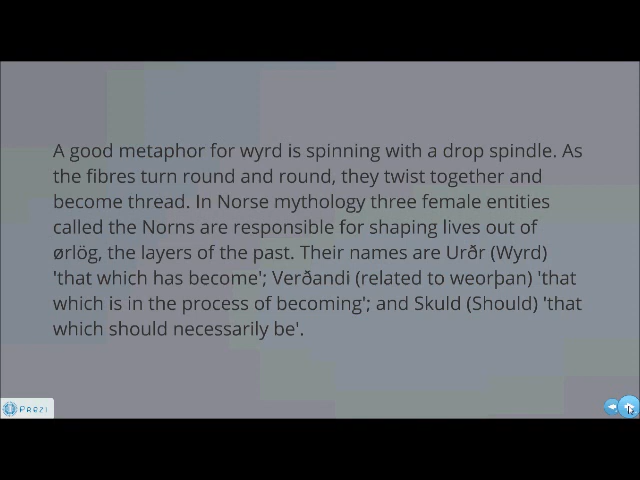 A good metaphor for wyrd is spinning with a drop spindle. As
the fibres turn round and round, they twist together and
become thread. In Norse mythology three female entities
called the Norns are responsible for shaping lives out of
ørlög, the layers of the past. Their names are Urðr (Wyrd)
'that which has become'; Verðandi (related to weorþan) 'that
which is in the process of becoming'; and Skuld (Should) 'that
which should necessarily be'.
Prezi